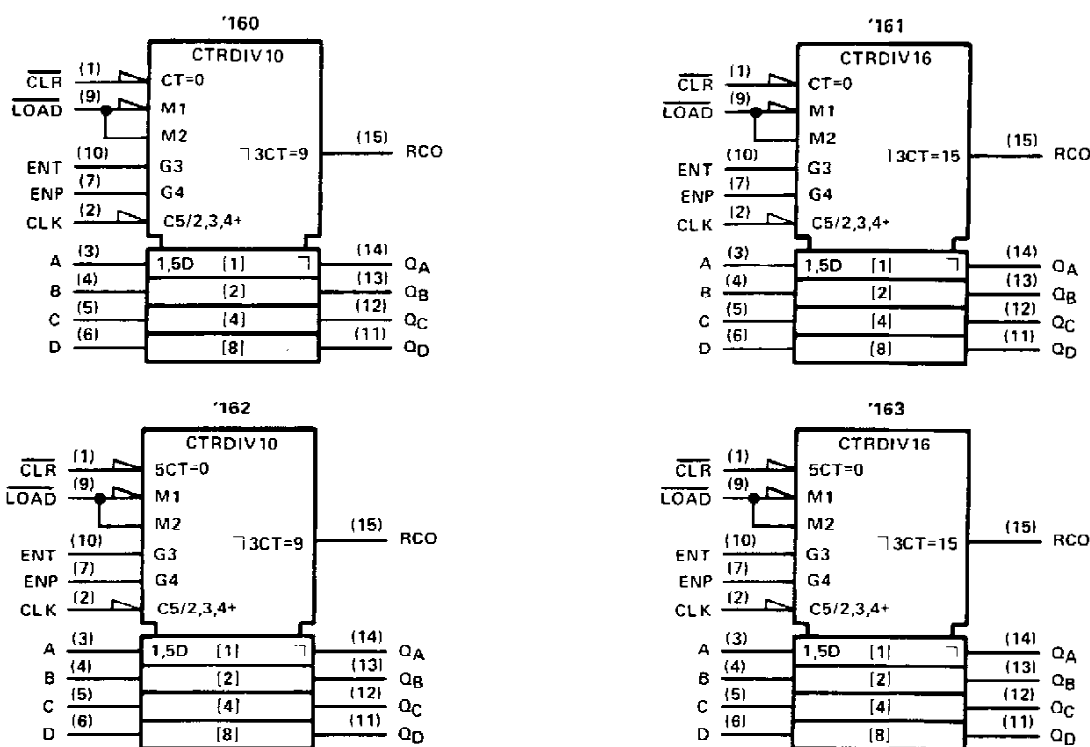 '160
CTRDIV10
CLR (1) CT=0
LOAD (9) M1
M2
¬3CT=9 (15) RCO
ENT (10) G3
ENP (7) G4
CLK (2) C5/2,3,4+
A (3) 1,5D [1] ¬ (14) QA
B (4) [2] (13) QB
C (5) [4] (12) QC
D (6) [8] (11) QD
'161
CTRDIV16
CLR (1) CT=0
LOAD (9) M1
M2
¬3CT=15 (15) RCO
ENT (10) G3
ENP (7) G4
CLK (2) C5/2,3,4+
A (3) 1,5D [1] ¬ (14) QA
B (4) [2] (13) QB
C (5) [4] (12) QC
D (6) [8] (11) QD
'162
CTRDIV10
CLR (1) 5CT=0
LOAD (9) M1
M2
¬3CT=9 (15) RCO
ENT (10) G3
ENP (7) G4
CLK (2) C5/2,3,4+
A (3) 1,5D [1] ¬ (14) QA
B (4) [2] (13) QB
C (5) [4] (12) QC
D (6) [8] (11) QD
'163
CTRDIV16
CLR (1) 5CT=0
LOAD (9) M1
M2
¬3CT=15 (15) RCO
ENT (10) G3
ENP (7) G4
CLK (2) C5/2,3,4+
A (3) 1,5D [1] ¬ (14) QA
B (4) [2] (13) QB
C (5) [4] (12) QC
D (6) [8] (11) QD